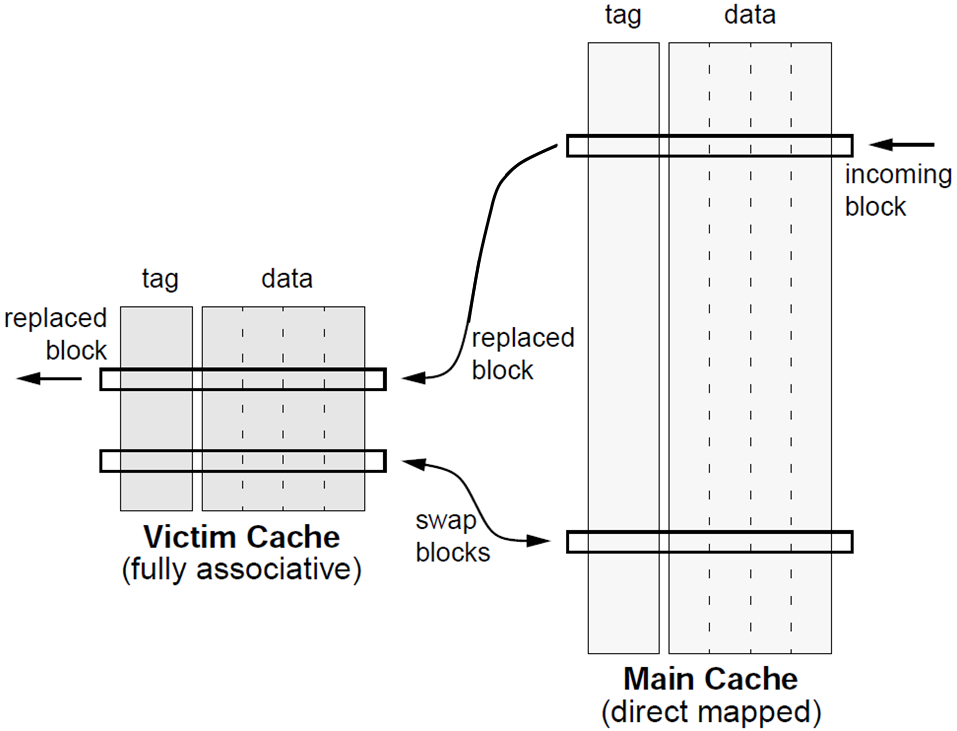 tag data
incoming
block
tag data
replaced
block
replaced
block
swap
blocks
Victim Cache
(fully associative)
Main Cache
(direct mapped)